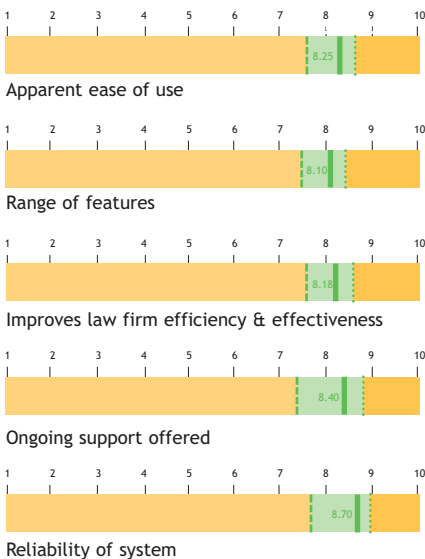 1 2 3 4 5 6 7 8 9 10
8.25
Apparent ease of use
1 2 3 4 5 6 7 8 9 10
8.10
Range of features
1 2 3 4 5 6 7 8 9 10
8.18
Improves law firm efficiency & effectiveness
1 2 3 4 5 6 7 8 9 10
8.40
Ongoing support offered
1 2 3 4 5 6 7 8 9 10
8.70
Reliability of system